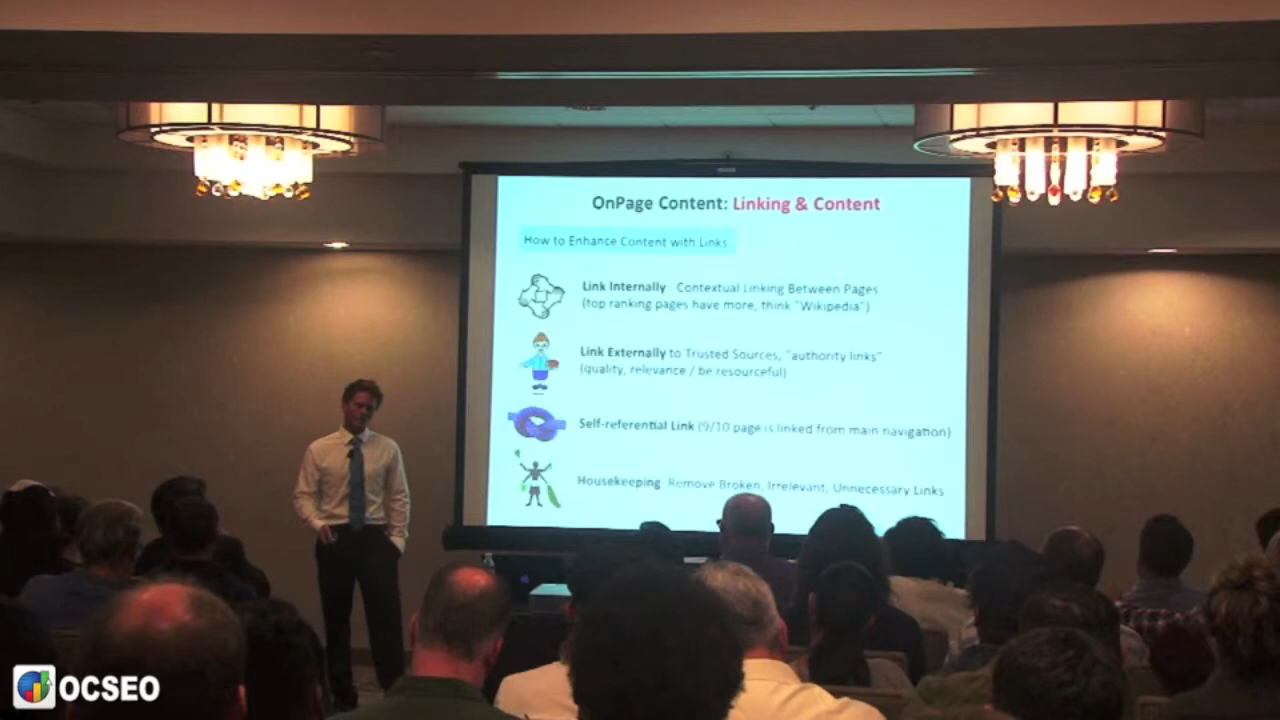 OnPage Content: Linking & Content
How to Enhance Content with Links
Link Internally - Contextual Linking Between Pages
(top ranking pages have more, think "Wikipedia")
Link Externally to Trusted Sources, "authority links"
(quality, relevance / be resourceful)
Self-referential Link (9/10 page is linked from main navigation)
Housekeeping Remove Broken, Irrelevant, Unnecessary Links
OCSEO